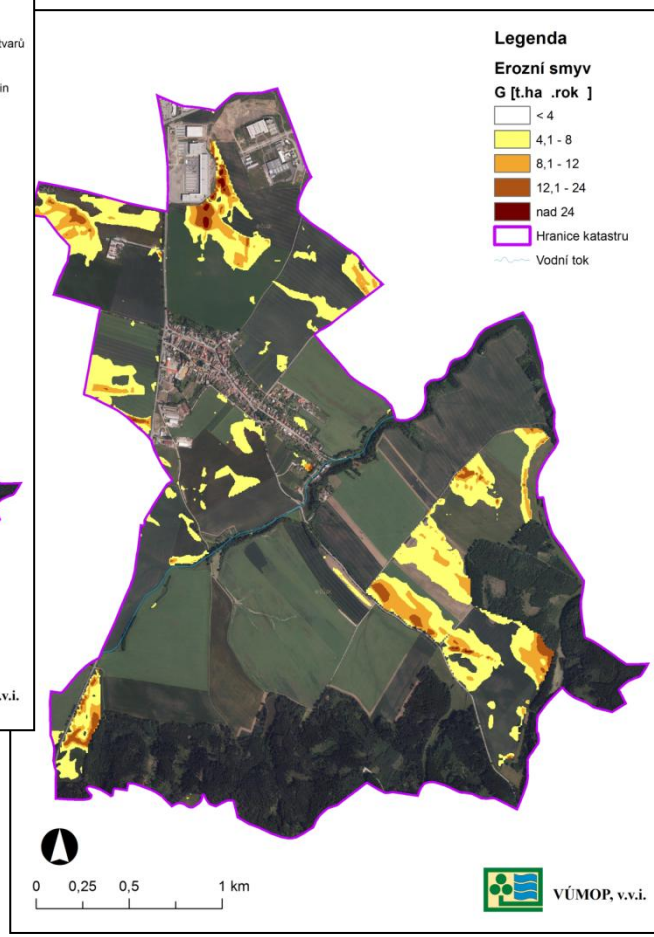 tvarů
in
v.v.i.
Legenda
Erozní smyv
G [t.ha .rok ]
< 4
4,1 - 8
8,1 - 12
12,1 - 24
nad 24
Hranice katastru
Vodní tok
0 0,25 0,5 1 km
VÚMOP, v.v.i.